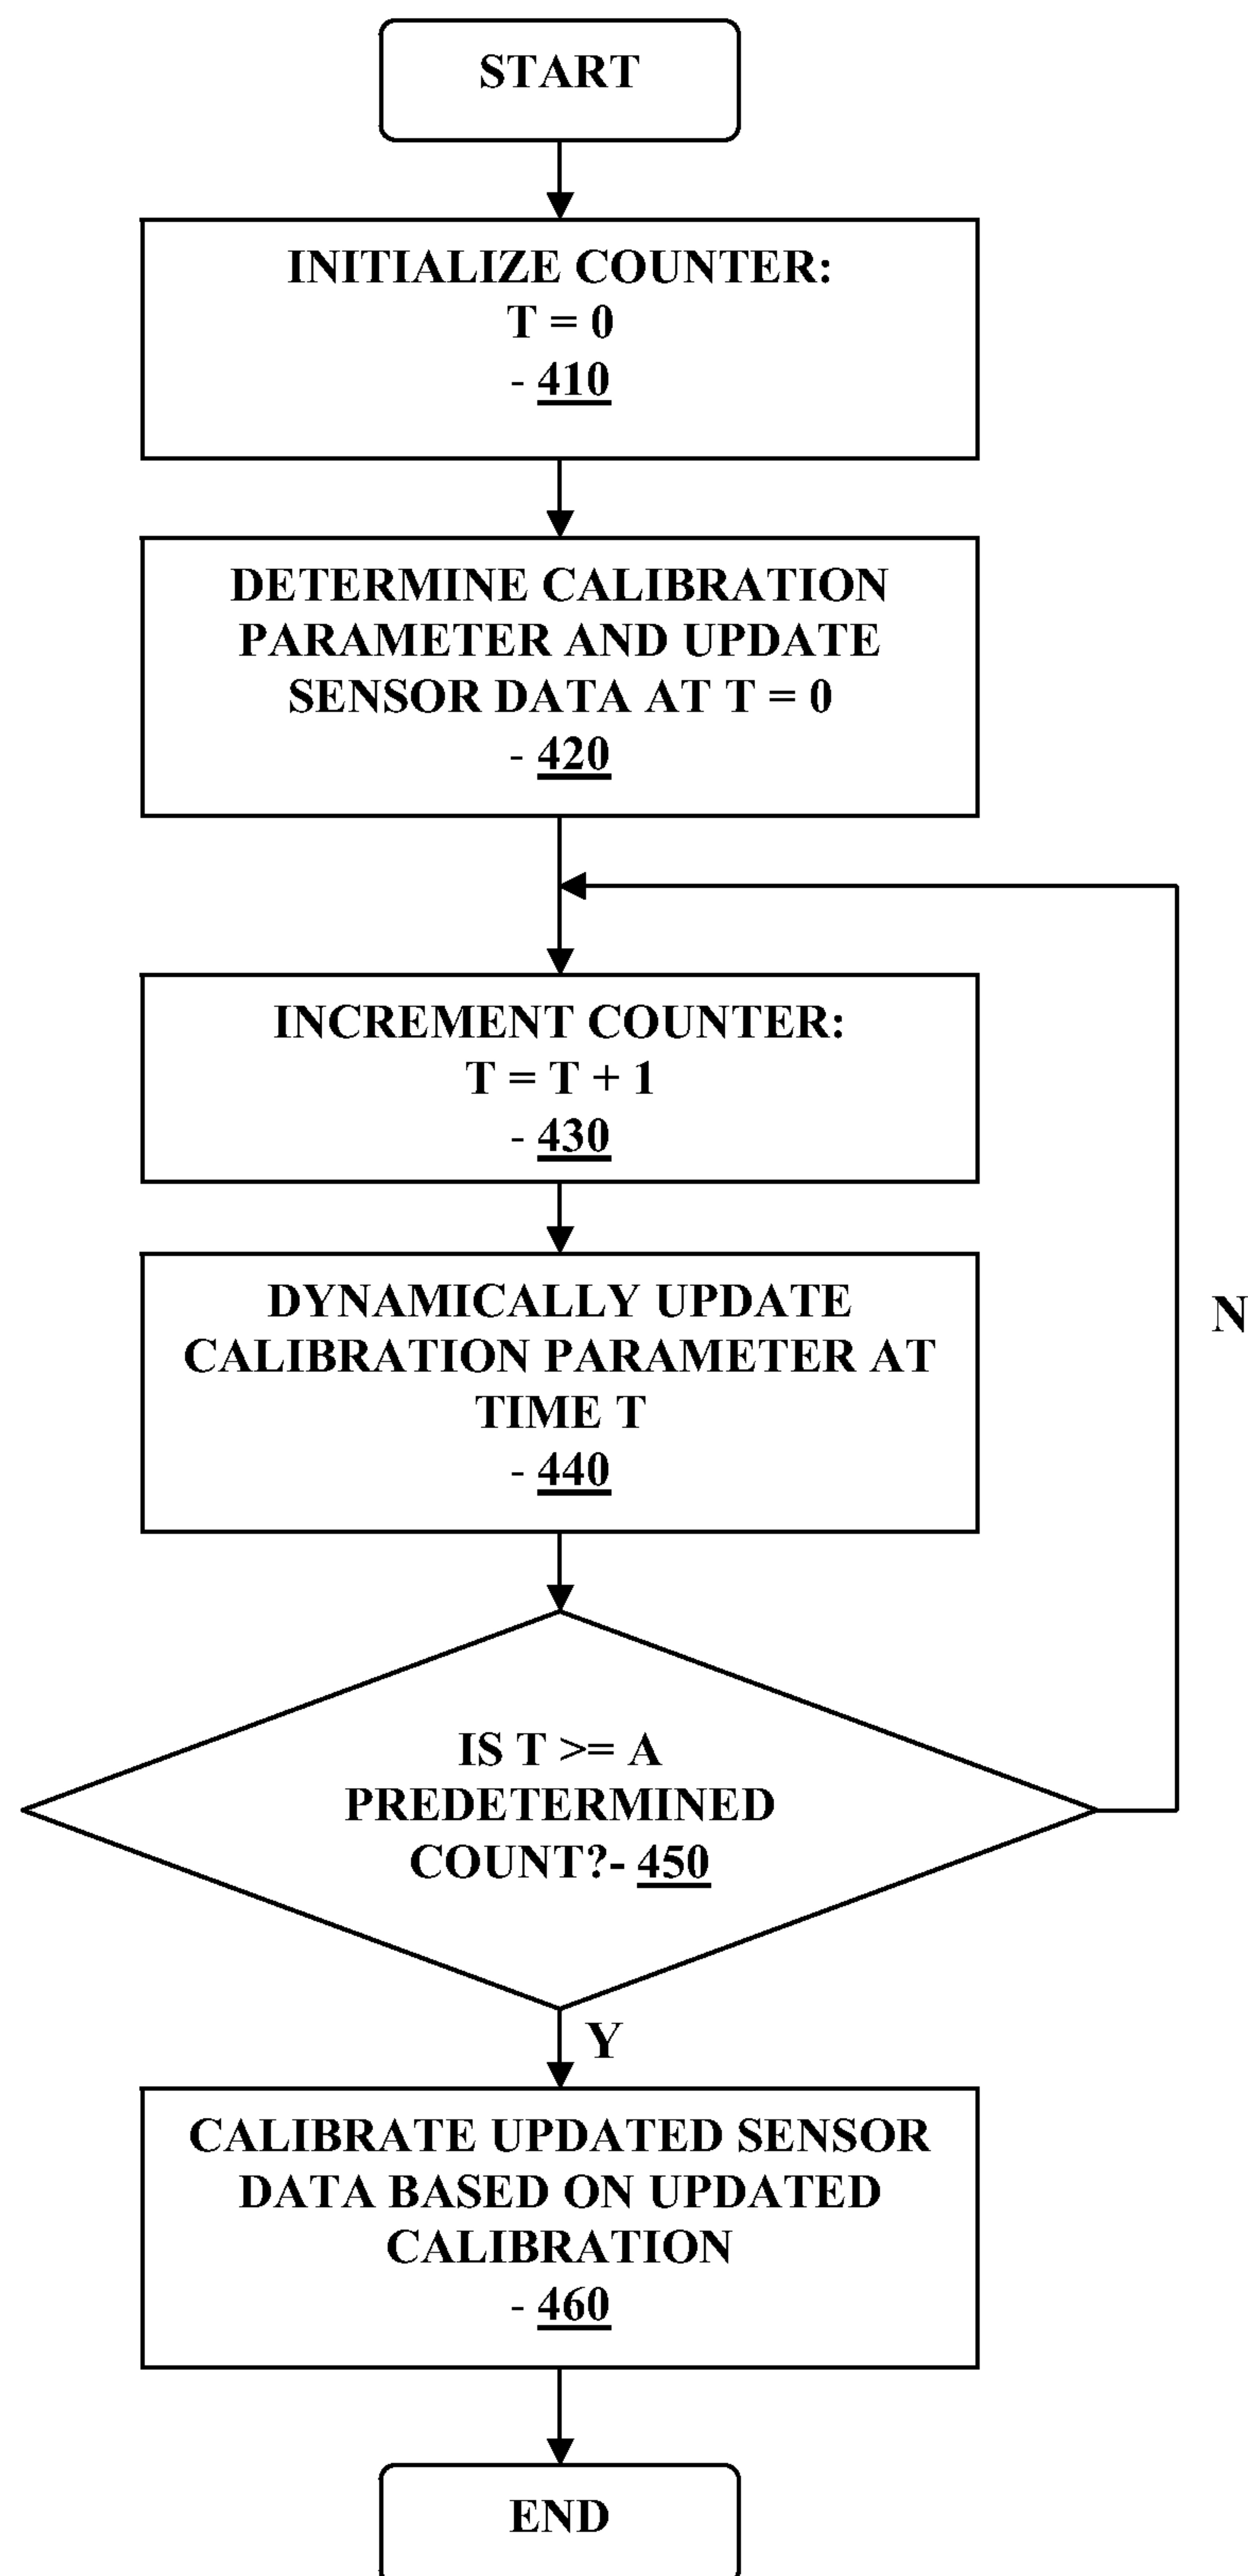 START
INITIALIZE COUNTER:
T = 0
- 410
DETERMINE CALIBRATION
PARAMETER AND UPDATE
SENSOR DATA AT T = 0
- 420
INCREMENT COUNTER:
T = T + 1
- 430
DYNAMICALLY UPDATE
CALIBRATION PARAMETER AT
TIME T
- 440
N
IS T >= A
PREDETERMINED
COUNT?- 450
Y
CALIBRATE UPDATED SENSOR
DATA BASED ON UPDATED
CALIBRATION
- 460
END